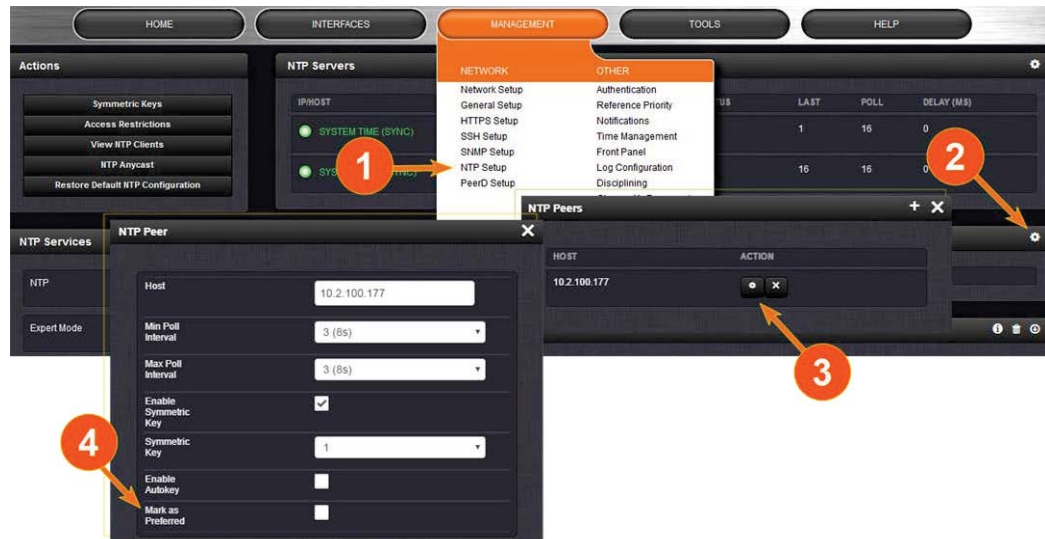 HOME INTERFACES MANAGEMENT TOOLS HELP
Actions
Symmetric Keys
Access Restrictions
View NTP Clients
NTP Anycast
Restore Default NTP Configuration
NTP Servers
IP/HOST LAST POLL DELAY (MS)
SYSTEM TIME (SYNC) 1 16 0
16 16
NETWORK
Network Setup
General Setup
HTTPS Setup
SSH Setup
SNMP Setup
NTP Setup
PeerD Setup
OTHER
Authentication
Reference Priority
Notifications
Time Management
Front Panel
Log Configuration
Disciplining
1
2
NTP Services
NTP
Expert Mode
NTP Peers
HOST ACTION
10.2.100.177
3
NTP Peer
Host 10.2.100.177
Min Poll Interval 3 (8s)
Max Poll Interval 3 (8s)
Enable Symmetric Key
Symmetric Key 1
Enable Autokey
Mark as Preferred
4